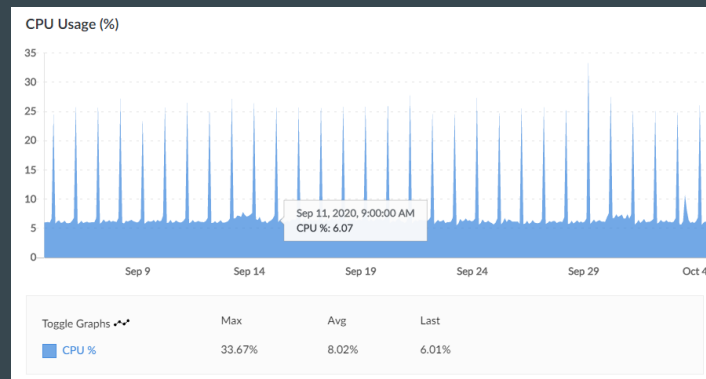 CPU Usage (%)
35
30
25
20
15
10
5
0
Sep 11, 2020, 9:00:00 AM
CPU %: 6.07
Sep 9 Sep 14 Sep 19 Sep 24 Sep 29 Oct 4
Toggle Graphs Max Avg Last
CPU % 33.67% 8.02% 6.01%